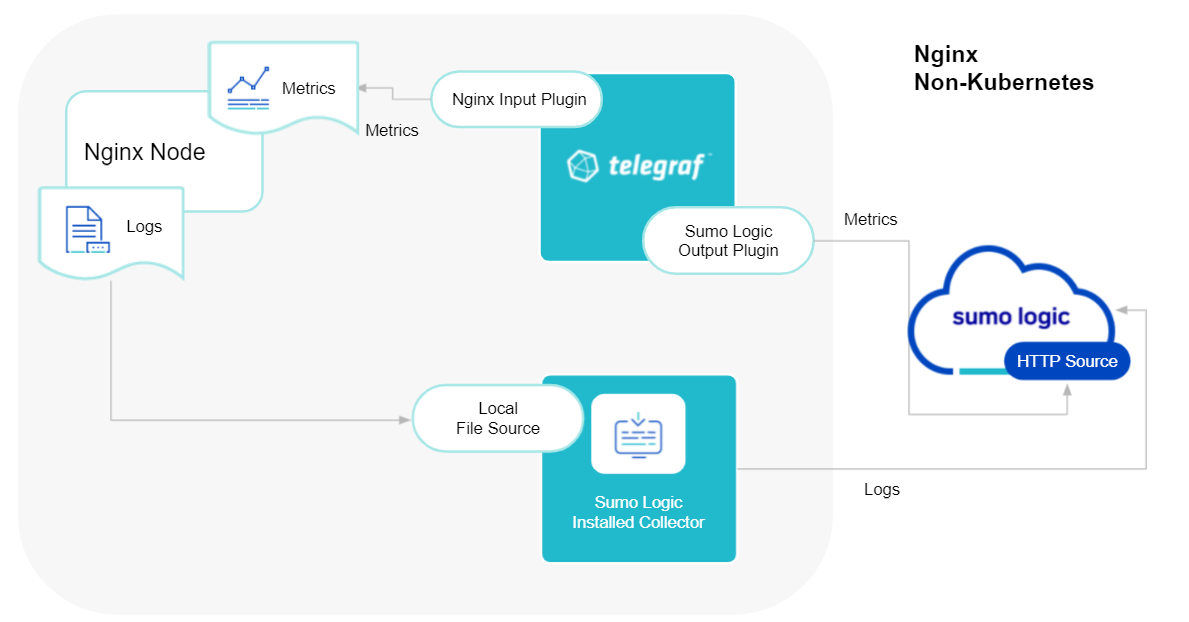 Nginx
Non-Kubernetes
Metrics
Nginx Input Plugin
Metrics
Nginx Node
telegraf™
Logs
Sumo Logic
Output Plugin
Metrics
sumo logic
HTTP Source
Local
File Source
Sumo Logic
Installed Collector
Logs